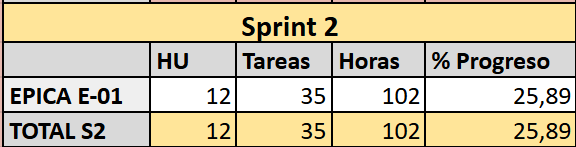 Sprint 2
HU Tareas Horas % Progreso
EPICA E-01 12 35 102 25,89
TOTAL S2 12 35 102 25,89